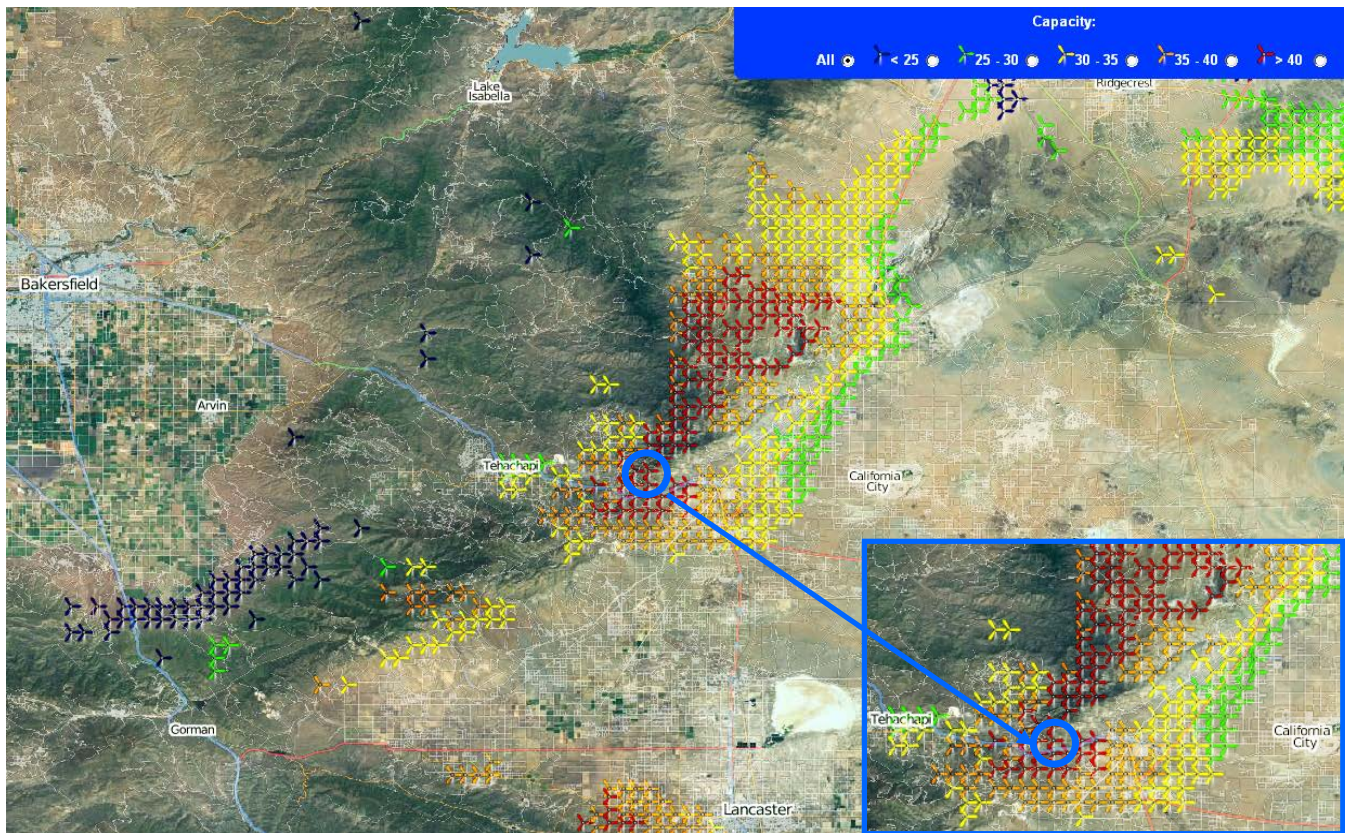 Capacity:
All < 25 25 - 30 30 - 35 35 - 40 > 40
Ridgecrest
Lake
Isabella
Bakersfield
Arvin
Tehachapi
California
City
Gorman
Lancaster
Tehachapi
California
City